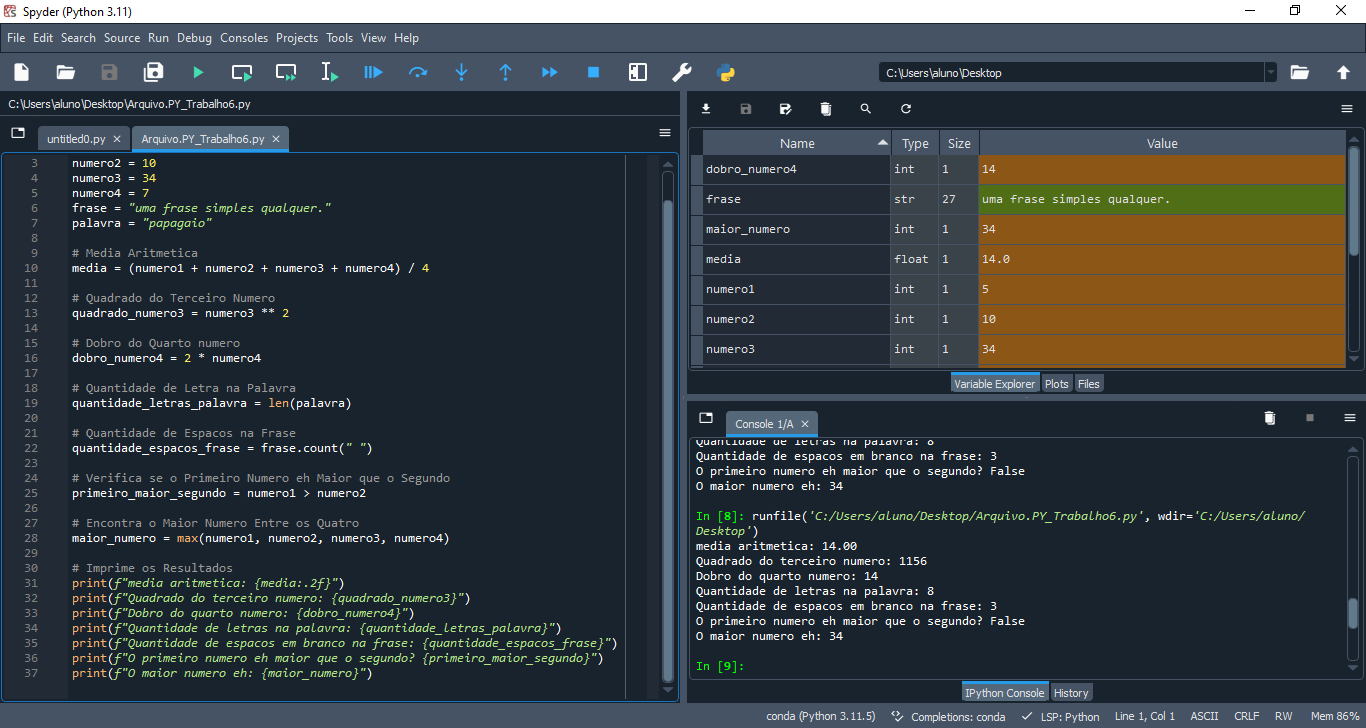 Spyder (Python 3.11)
File Edit Search Source Run Debug Consoles Projects Tools View Help
C:\Users\aluno\Desktop
C:\Users\aluno\Desktop\Arquivo.PY_Trabalho6.py
untitled0.py
Arquivo.PY_Trabalho6.py
3 numero2 = 10
4 numero3 = 34
5 numero4 = 7
6 frase = "uma frase simples qualquer."
7 palavra = "papagaio"
8
9 # Media Aritmetica
10 media = (numero1 + numero2 + numero3 + numero4) / 4
11
12 # Quadrado do Terceiro Numero
13 quadrado_numero3 = numero3 ** 2
14
15 # Dobro do Quarto numero
16 dobro_numero4 = 2 * numero4
17
18 # Quantidade de Letra na Palavra
19 quantidade_letras_palavra = len(palavra)
20
21 # Quantidade de Espacos na Frase
22 quantidade_espacos_frase = frase.count(" ")
23
24 # Verifica se o Primeiro Numero eh Maior que o Segundo
25 primeiro_maior_segundo = numero1 > numero2
26
27 # Encontra o Maior Numero Entre os Quatro
28 maior_numero = max(numero1, numero2, numero3, numero4)
29
30 # Imprime os Resultados
31 print(f"media aritmetica: {media:.2f}")
32 print(f"Quadrado do terceiro numero: {quadrado_numero3}")
33 print(f"Dobro do quarto numero: {dobro_numero4}")
34 print(f"Quantidade de letras na palavra: {quantidade_letras_palavra}")
35 print(f"Quantidade de espacos em branco na frase: {quantidade_espacos_frase}")
36 print(f"O primeiro numero eh maior que o segundo? {primeiro_maior_segundo}")
37 print(f"O maior numero eh: {maior_numero}")
Name Type Size Value
dobro_numero4 int 1 14
frase str 27 uma frase simples qualquer.
maior_numero int 1 34
media float 1 14.0
numero1 int 1 5
numero2 int 1 10
numero3 int 1 34
Variable Explorer Plots Files
Console 1/A
Quantidade de letras na palavra: 8
Quantidade de espacos em branco na frase: 3
O primeiro numero eh maior que o segundo? False
O maior numero eh: 34
In [8]: runfile('C:/Users/aluno/Desktop/Arquivo.PY_Trabalho6.py', wdir='C:/Users/aluno/
Desktop')
media aritmetica: 14.00
Quadrado do terceiro numero: 1156
Dobro do quarto numero: 14
Quantidade de letras na palavra: 8
Quantidade de espacos em branco na frase: 3
O primeiro numero eh maior que o segundo? False
O maior numero eh: 34
In [9]:
IPython Console History
conda (Python 3.11.5) Completions: conda LSP: Python Line 1, Col 1 ASCII CRLF RW Mem 86%